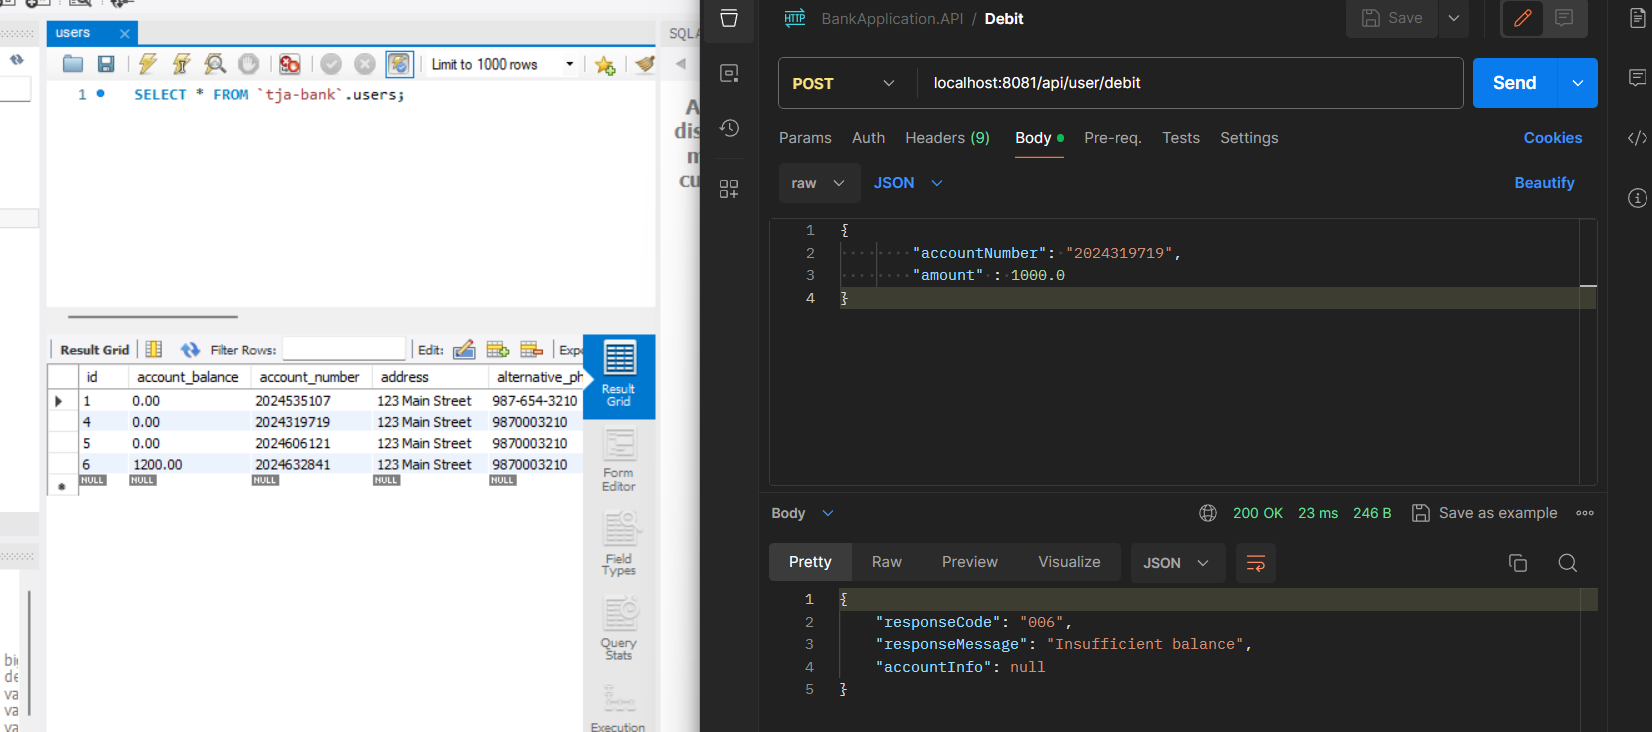 users
SQLA
Limit to 1000 rows
1 SELECT * FROM `tja-bank`.users;
A
dis
m
cu
Result Grid Filter Rows: Edit: Expo
id account_balance account_number address alternative_ph
1 0.00 2024535107 123 Main Street 987-654-3210
4 0.00 2024319719 123 Main Street 9870003210
5 0.00 2024606121 123 Main Street 9870003210
6 1200.00 2024632841 123 Main Street 9870003210
NULL NULL NULL NULL NULL
Result
Grid
Form
Editor
Field
Types
Query
Stats
Execution
big
de
va
va
va
HTTP BankApplication.API / Debit Save
POST localhost:8081/api/user/debit Send
Params Auth Headers (9) Body Pre-req. Tests Settings Cookies
raw JSON Beautify
1 {
2 "accountNumber": "2024319719",
3 "amount" : 1000.0
4 }
Body 200 OK 23 ms 246 B Save as example
Pretty Raw Preview Visualize JSON
1 {
2 "responseCode": "006",
3 "responseMessage": "Insufficient balance",
4 "accountInfo": null
5 }